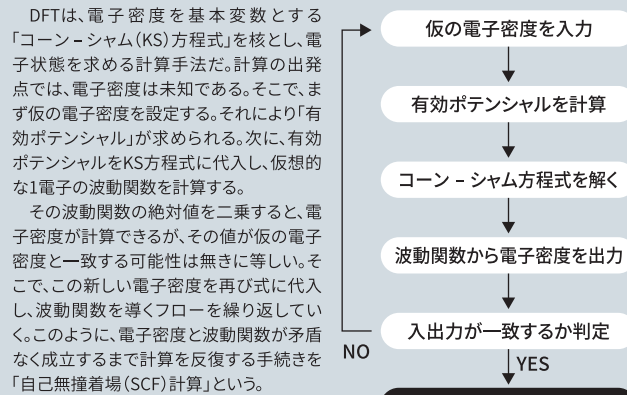 DFTは、電子密度を基本変数とする
「コーン－シャム(KS)方程式」を核とし、電
子状態を求める計算手法だ。計算の出発
点では、電子密度は未知である。そこで、ま
ず仮の電子密度を設定する。それにより「有
効ポテンシャル」が求められる。次に、有効
ポテンシャルをKS方程式に代入し、仮想的
な1電子の波動関数を計算する。
その波動関数の絶対値を二乗すると、電
子密度が計算できるが、その値が仮の電子
密度と一致する可能性は無きに等しい。そ
こで、この新しい電子密度を再び式に代入
し、波動関数を導くフローを繰り返してい
く。このように、電子密度と波動関数が矛盾
なく成立するまで計算を反復する手続きを
「自己無撞着場(SCF)計算」という。
仮の電子密度を入力
有効ポテンシャルを計算
コーン－シャム方程式を解く
波動関数から電子密度を出力
入出力が一致するか判定
NO
YES